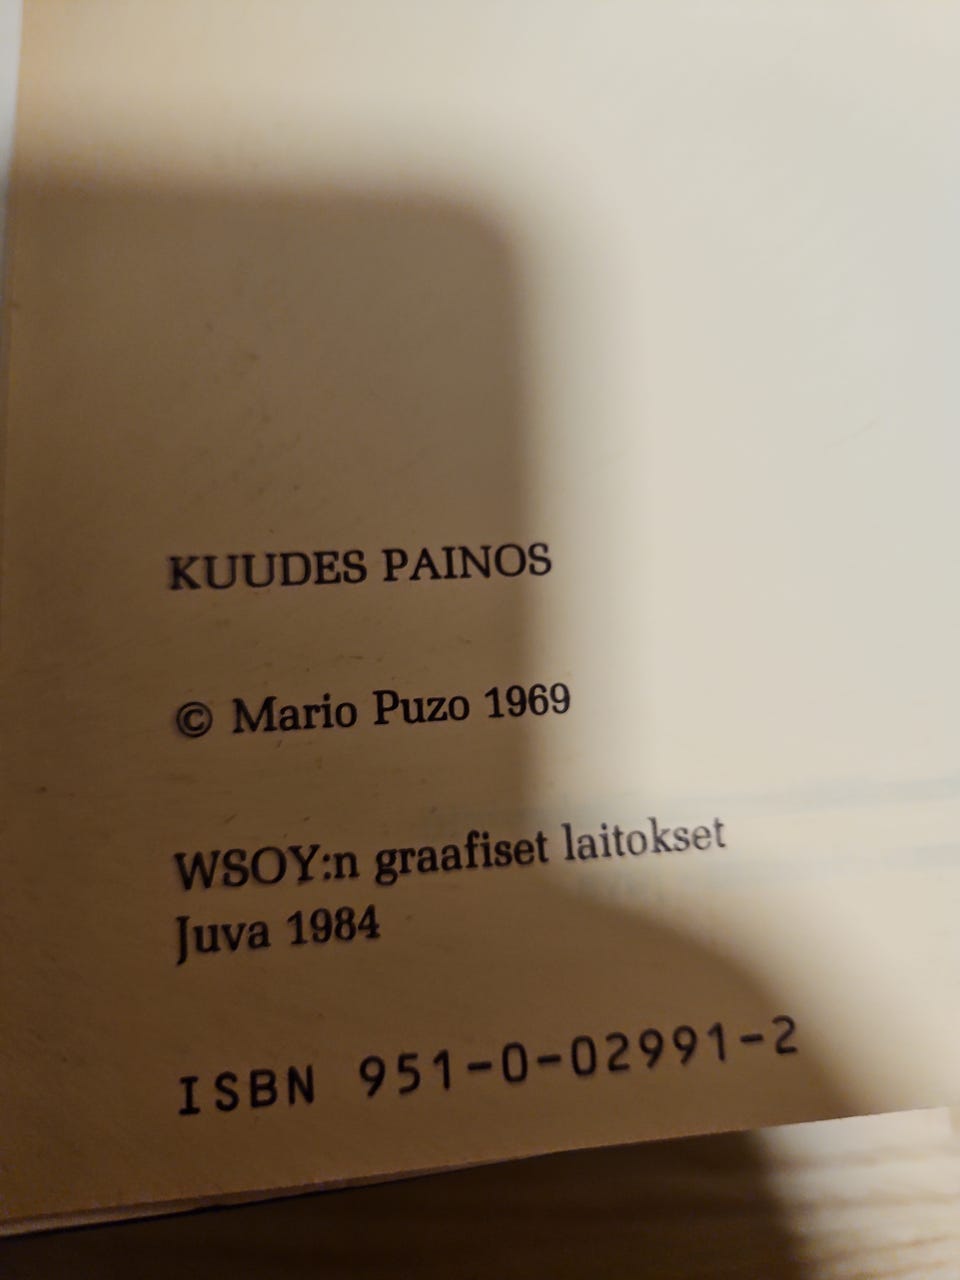 KUUDES PAINOS
© Mario Puzo 1969
WSOY:n graafiset laitokset
Juva 1984
ISBN 951-0-02991-2